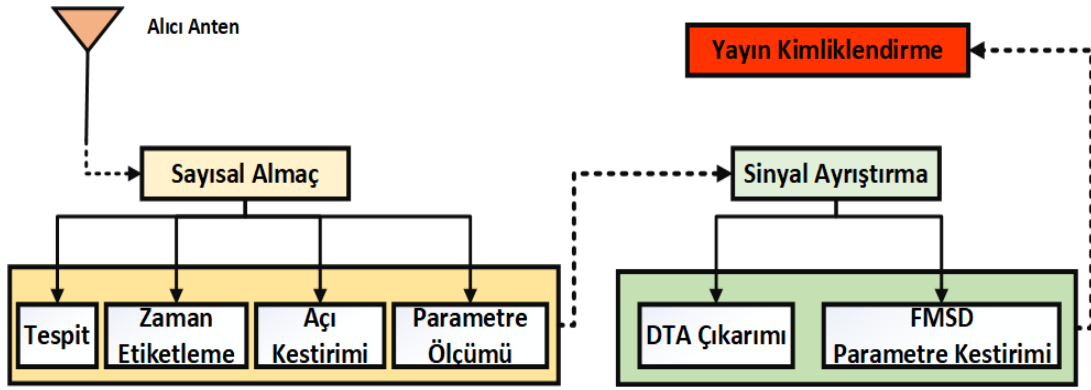 Alıcı Anten
Yayın Kimliklendirme
Sayısal Almaç
Sinyal Ayrıştırma
Tespit
Zaman
Etiketleme
Açı
Kestirimi
Parametre
Ölçümü
DTA Çıkarımı
FMSD
Parametre Kestirimi